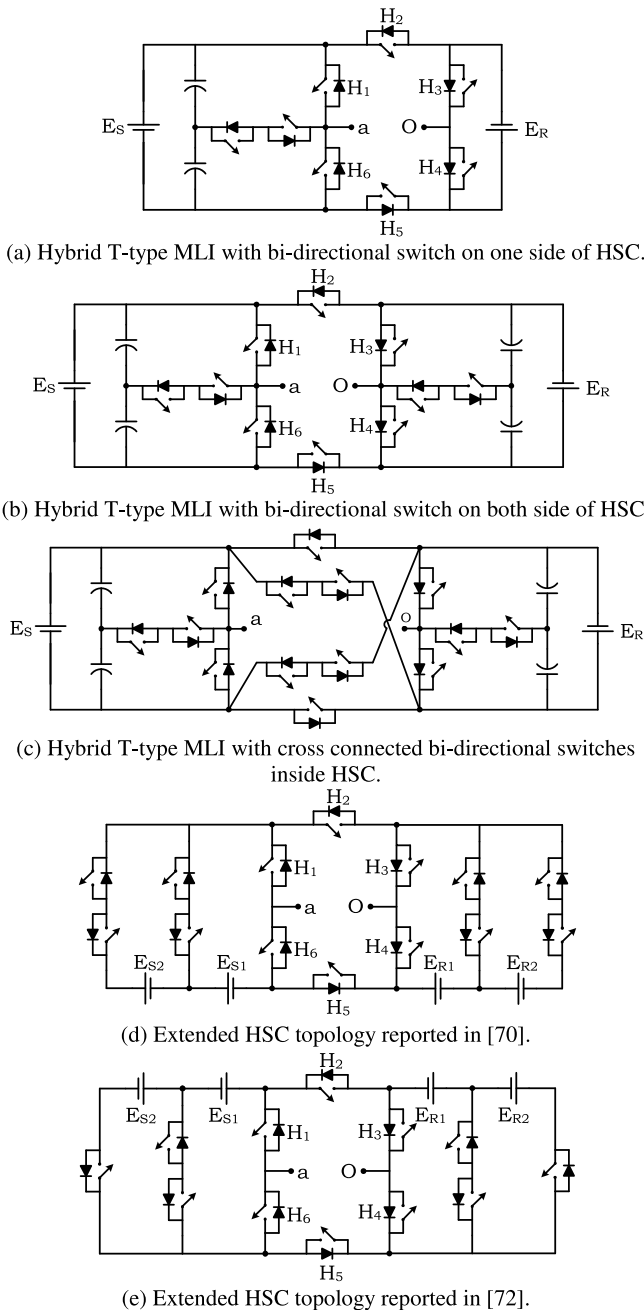 H2
H1
H3
ES
a
O
ER
H6
H4
H5
(a) Hybrid T-type MLI with bi-directional switch on one side of HSC.
H2
H1
H3
ES
a
O
ER
H6
H4
H5
(b) Hybrid T-type MLI with bi-directional switch on both side of HSC
ES
a
o
ER
(c) Hybrid T-type MLI with cross connected bi-directional switches
inside HSC.
H2
H1
H3
a
O
H6
H4
ES2
ES1
ER1
ER2
H5
(d) Extended HSC topology reported in [70].
H2
ES2
ES1
ER1
ER2
H1
H3
a
O
H6
H4
H5
(e) Extended HSC topology reported in [72].